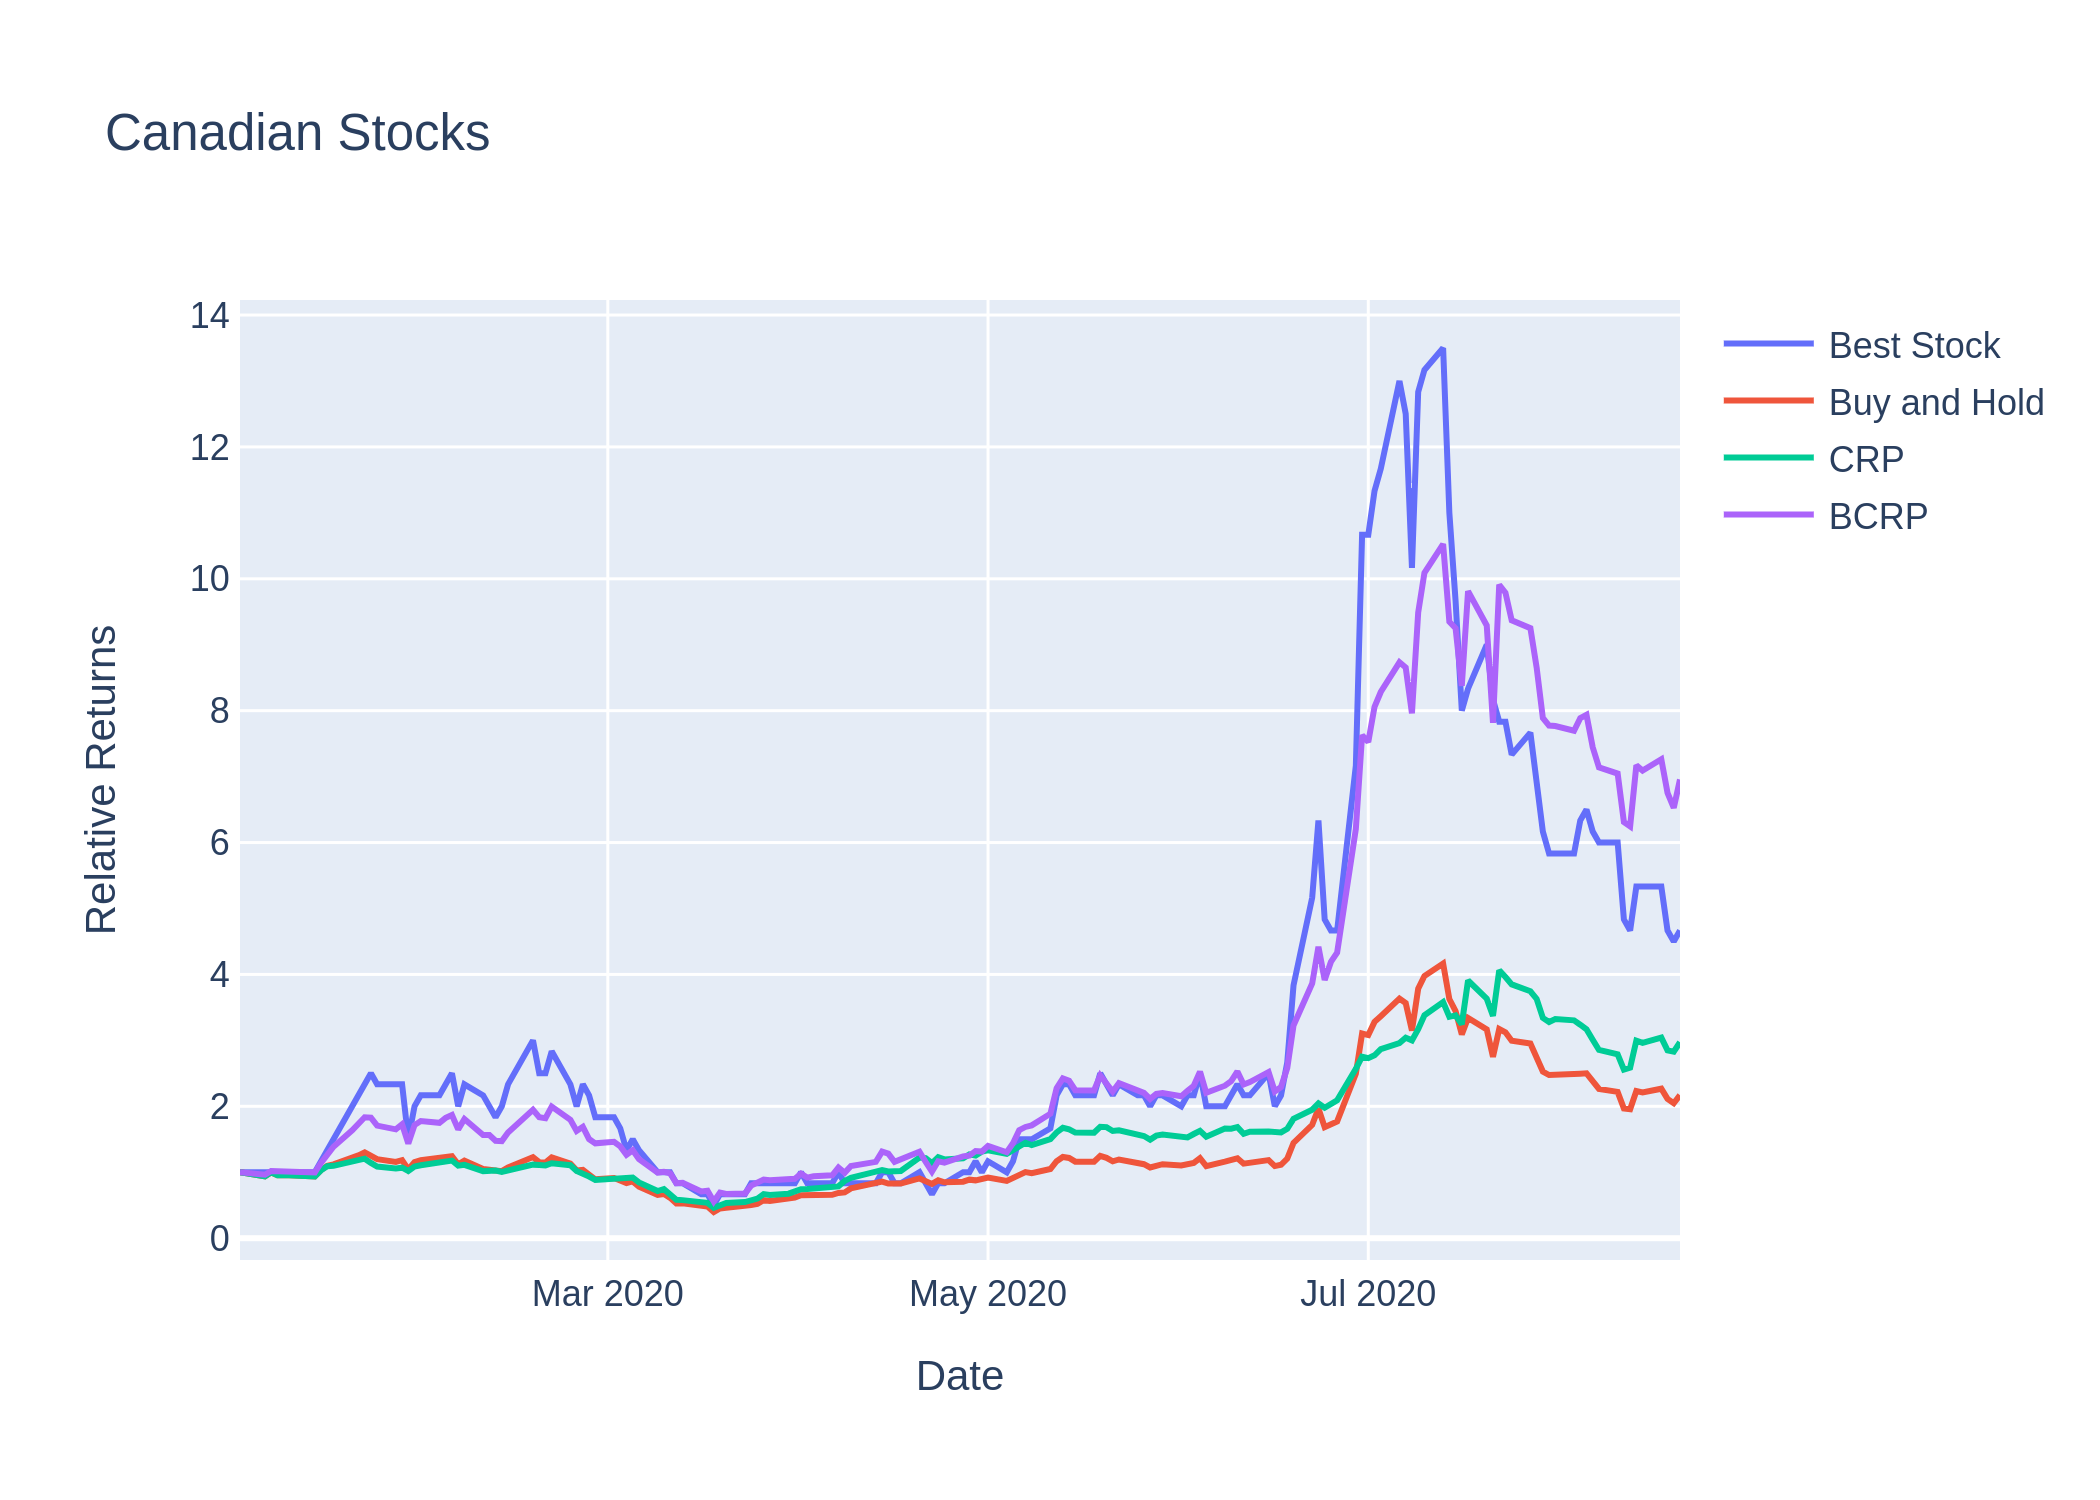 Canadian Stocks
14
12
10
8
6
4
2
0
Relative Returns
Mar 2020
May 2020
Jul 2020
Date
Best Stock
Buy and Hold
CRP
BCRP